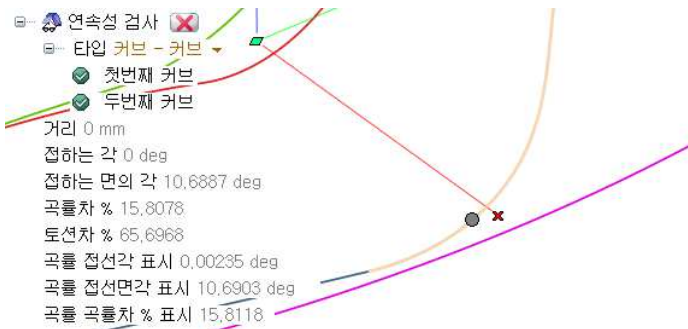 연속성 검사
타입 커브 - 커브
첫번째 커브
두번째 커브
거리 0 mm
접하는 각 0 deg
접하는 면의 각 10,6887 deg
곡률차 % 15,8078
토션차 % 65,6968
곡률 접선각 표시 0,00235 deg
곡률 접선면각 표시 10,6903 deg
곡률 곡률차 % 표시 15,8118